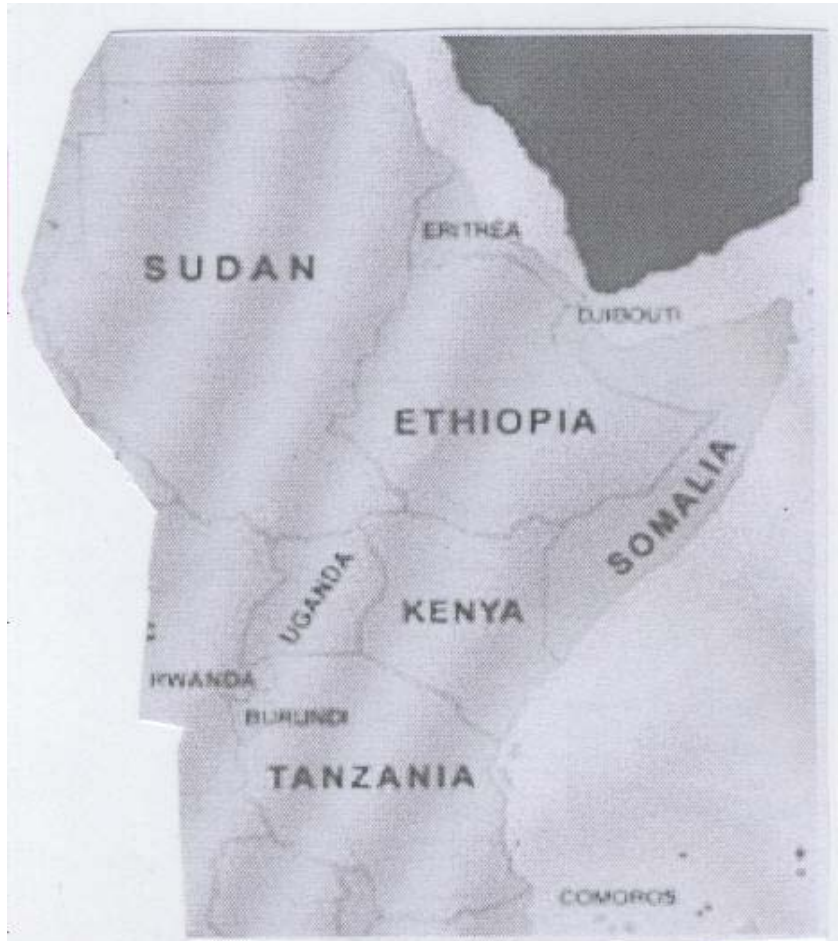 ERITREA
SUDAN
DJIBOUTI
ETHIOPIA
SOMALIA
UGANDA
KENYA
C
RWANDA
BURUNDI
TANZANIA
COMOROS